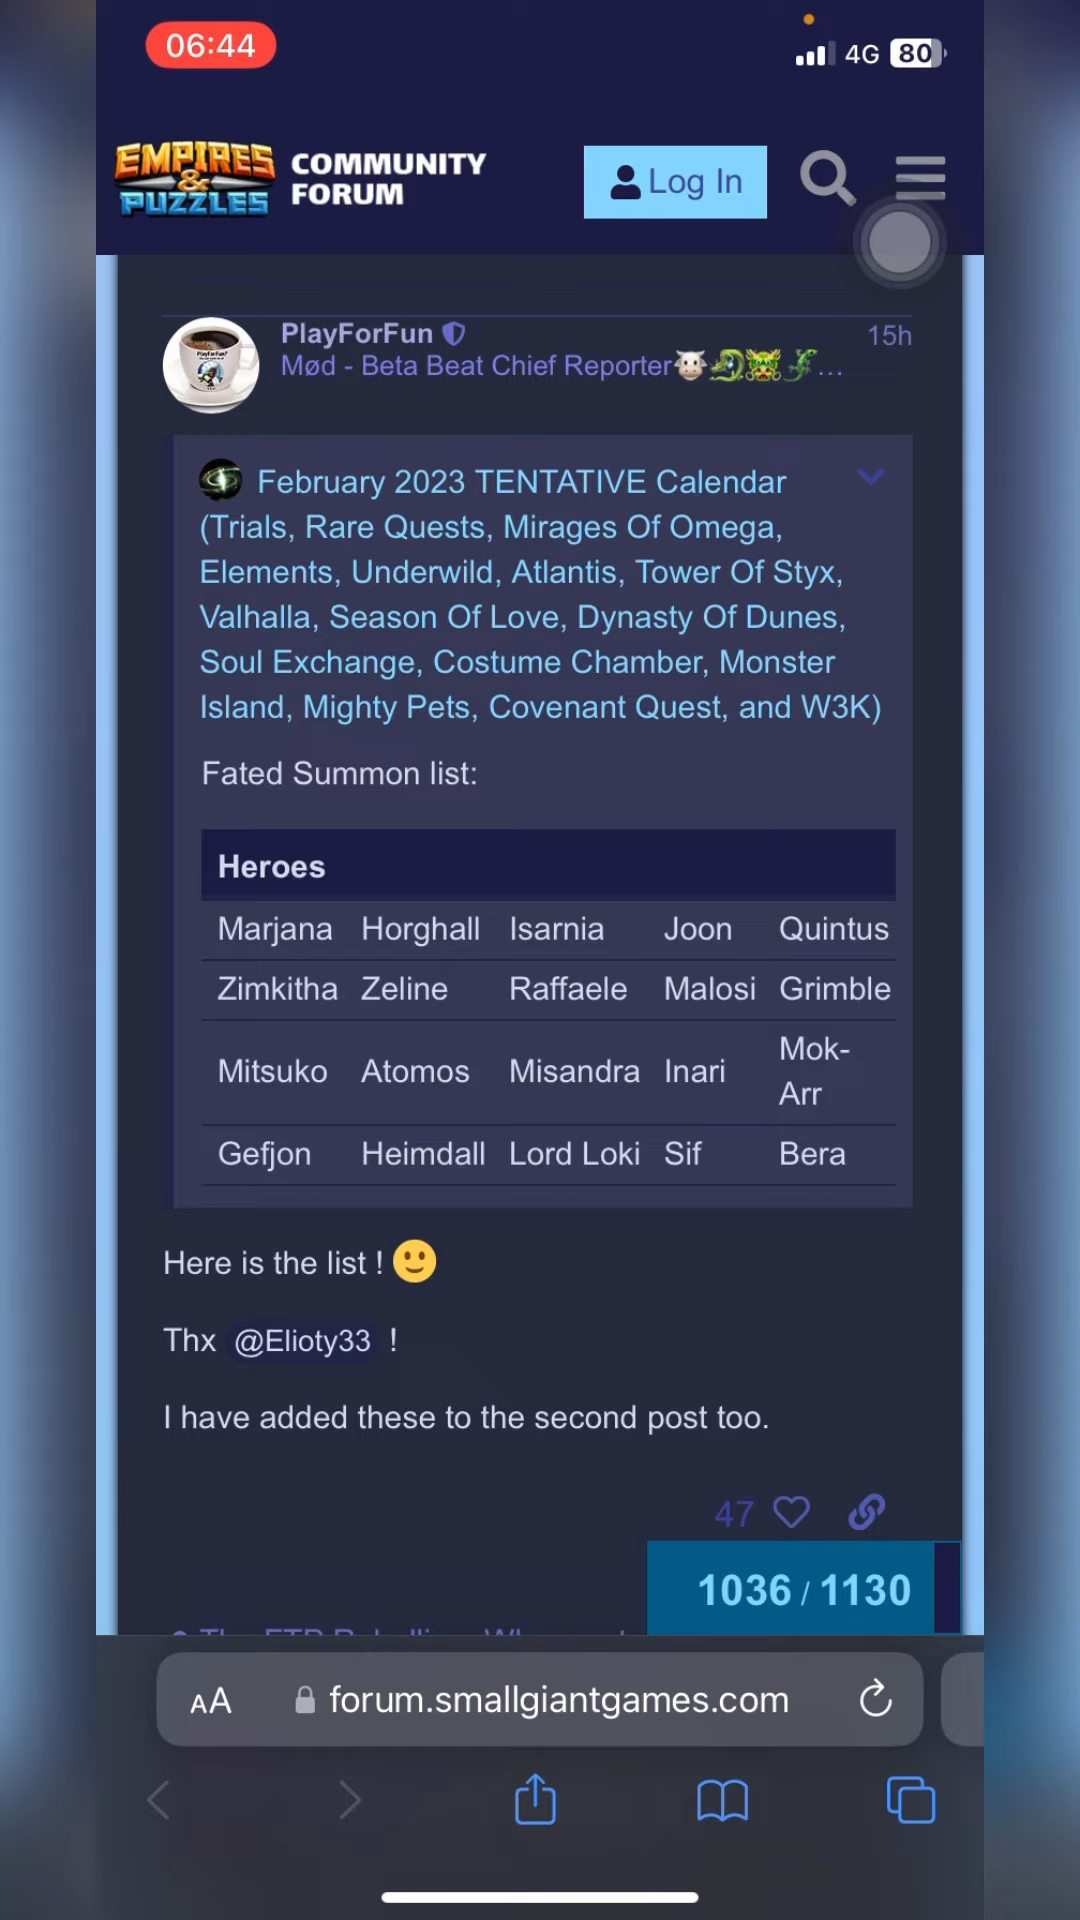 06:44
4G 80
EMPIRES & PUZZLES
COMMUNITY FORUM
Log In
PlayForFun
15h
Mød - Beta Beat Chief Reporter...
February 2023 TENTATIVE Calendar
(Trials, Rare Quests, Mirages Of Omega,
Elements, Underwild, Atlantis, Tower Of Styx,
Valhalla, Season Of Love, Dynasty Of Dunes,
Soul Exchange, Costume Chamber, Monster
Island, Mighty Pets, Covenant Quest, and W3K)
Fated Summon list:
Heroes
Marjana Horghall Isarnia Joon Quintus
Zimkitha Zeline Raffaele Malosi Grimble
Mitsuko Atomos Misandra Inari Mok-Arr
Gefjon Heimdall Lord Loki Sif Bera
Here is the list ! 🙂
Thx @Elioty33 !
I have added these to the second post too.
47
1036 / 1130
AA forum.smallgiantgames.com